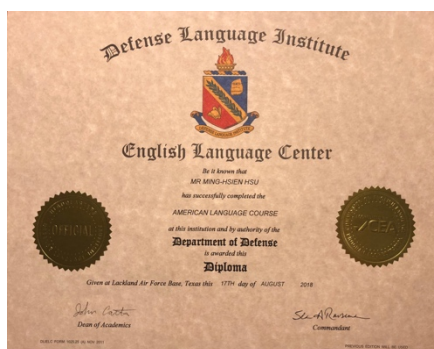 Defense Language Institute
English Language Center
Be it known that
MR MING-HSIEN HSU
has successfully completed the
AMERICAN LANGUAGE COURSE
at this institution and by authority of the
Department of Defense
is awarded this
Diploma
Given at Lackland Air Force Base, Texas this 17TH day of AUGUST 2018
OFFICIAL
CEA
Dean of Academics
Commandant